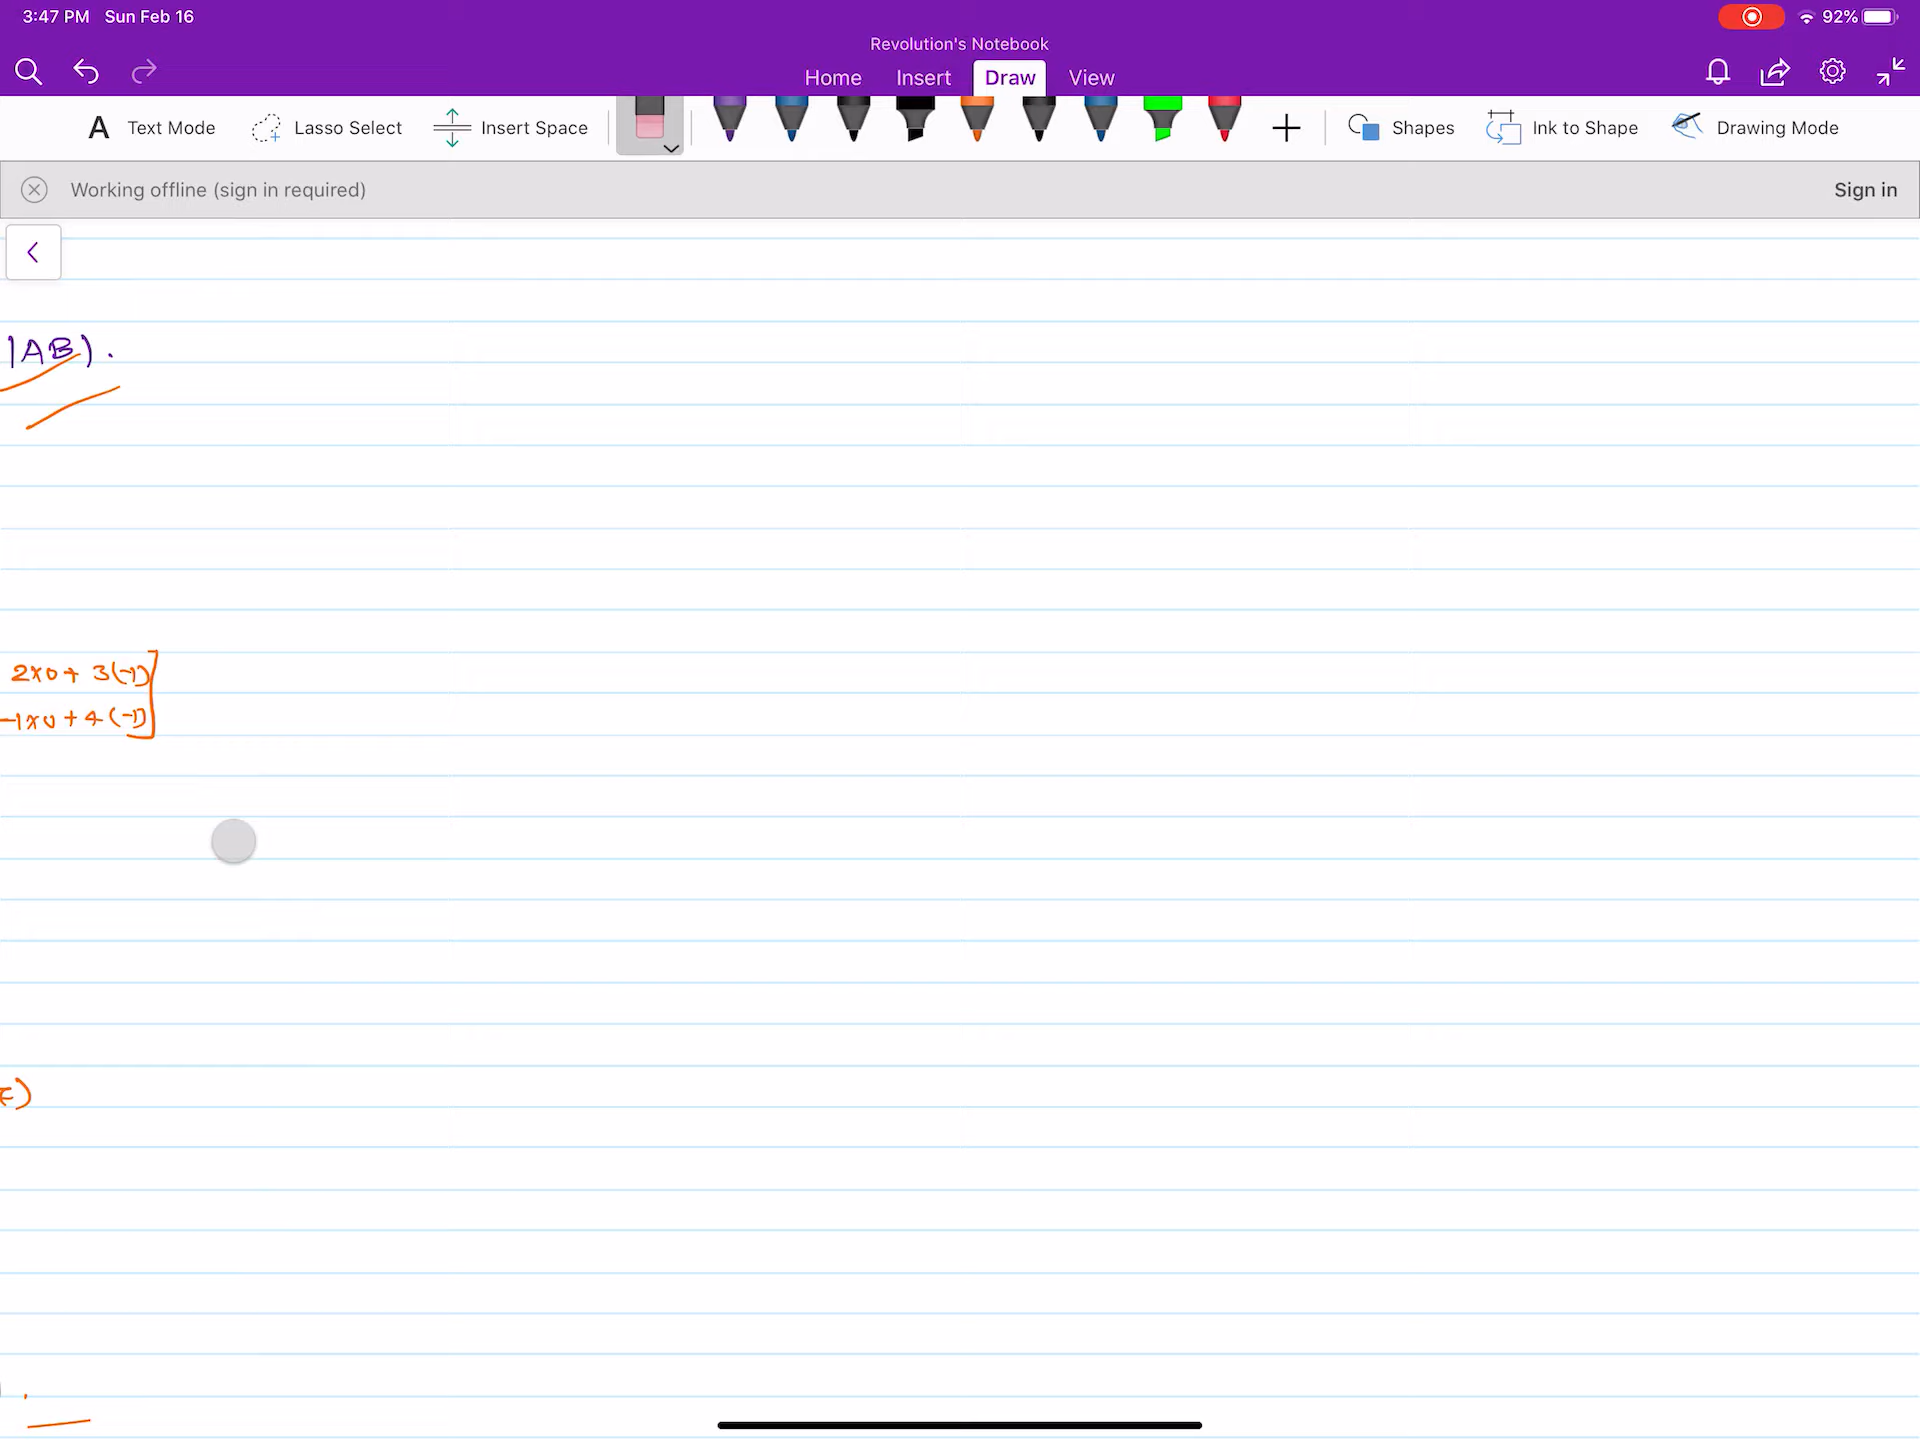 3:47 PM Sun Feb 16
92%
Revolution's Notebook
Home Insert Draw View
A Text Mode Lasso Select Insert Space Shapes Ink to Shape Drawing Mode
Working offline (sign in required) Sign in
|AB).
2×0+ 3(-1)]
-1×0+4(-1)]